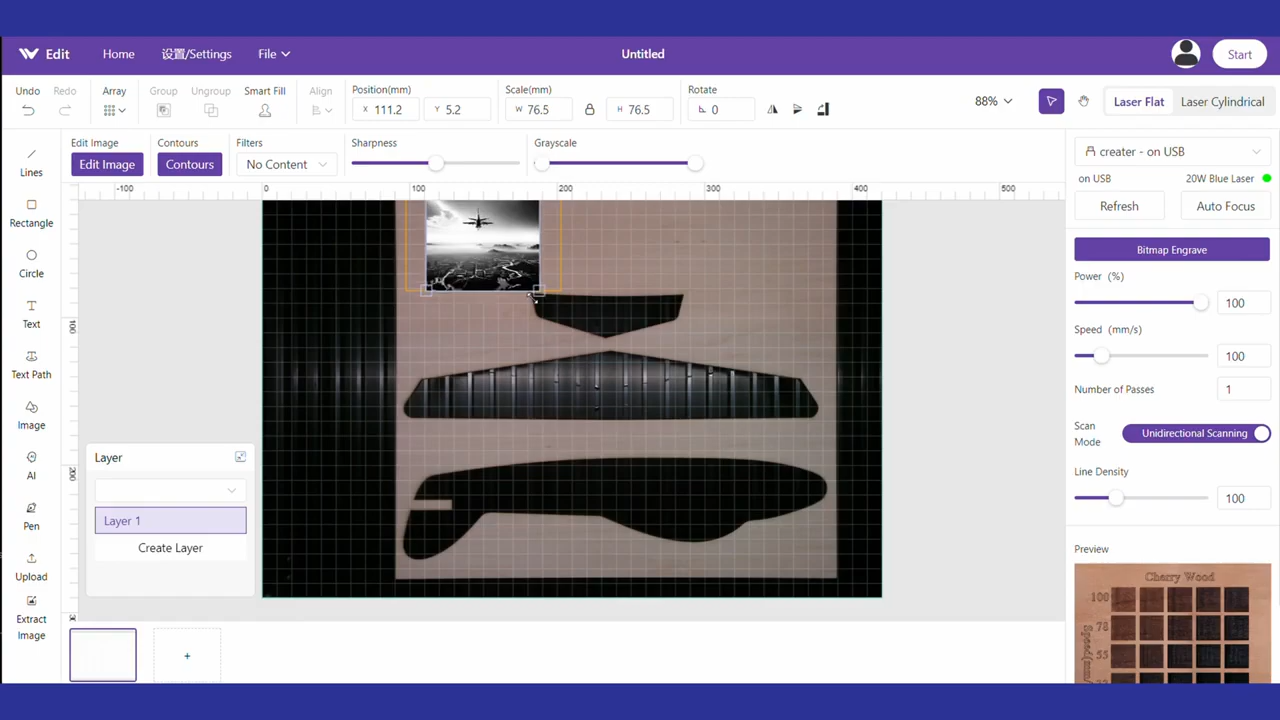 Edit Home 设置/Settings File Untitled Start
Undo Redo Array Group Ungroup Smart Fill Align Position(mm) Scale(mm) Rotate
X 111.2 Y 5.2 W 76.5 H 76.5 0 88% Laser Flat Laser Cylindrical
Edit Image Contours Filters Sharpness Grayscale
Edit Image Contours No Content
-100 0 100 200 300 400 500
100
200
Lines
Rectangle
Circle
Text
Text Path
Image
AI
Pen
Upload
Extract
Image
Layer
Layer 1
Create Layer
+
creater - on USB
on USB 20W Blue Laser
Refresh Auto Focus
Bitmap Engrave
Power (%)
100
Speed (mm/s)
100
Number of Passes 1
Scan
Mode
Unidirectional Scanning
Line Density
100
Preview
Cherry Wood
100
78
55